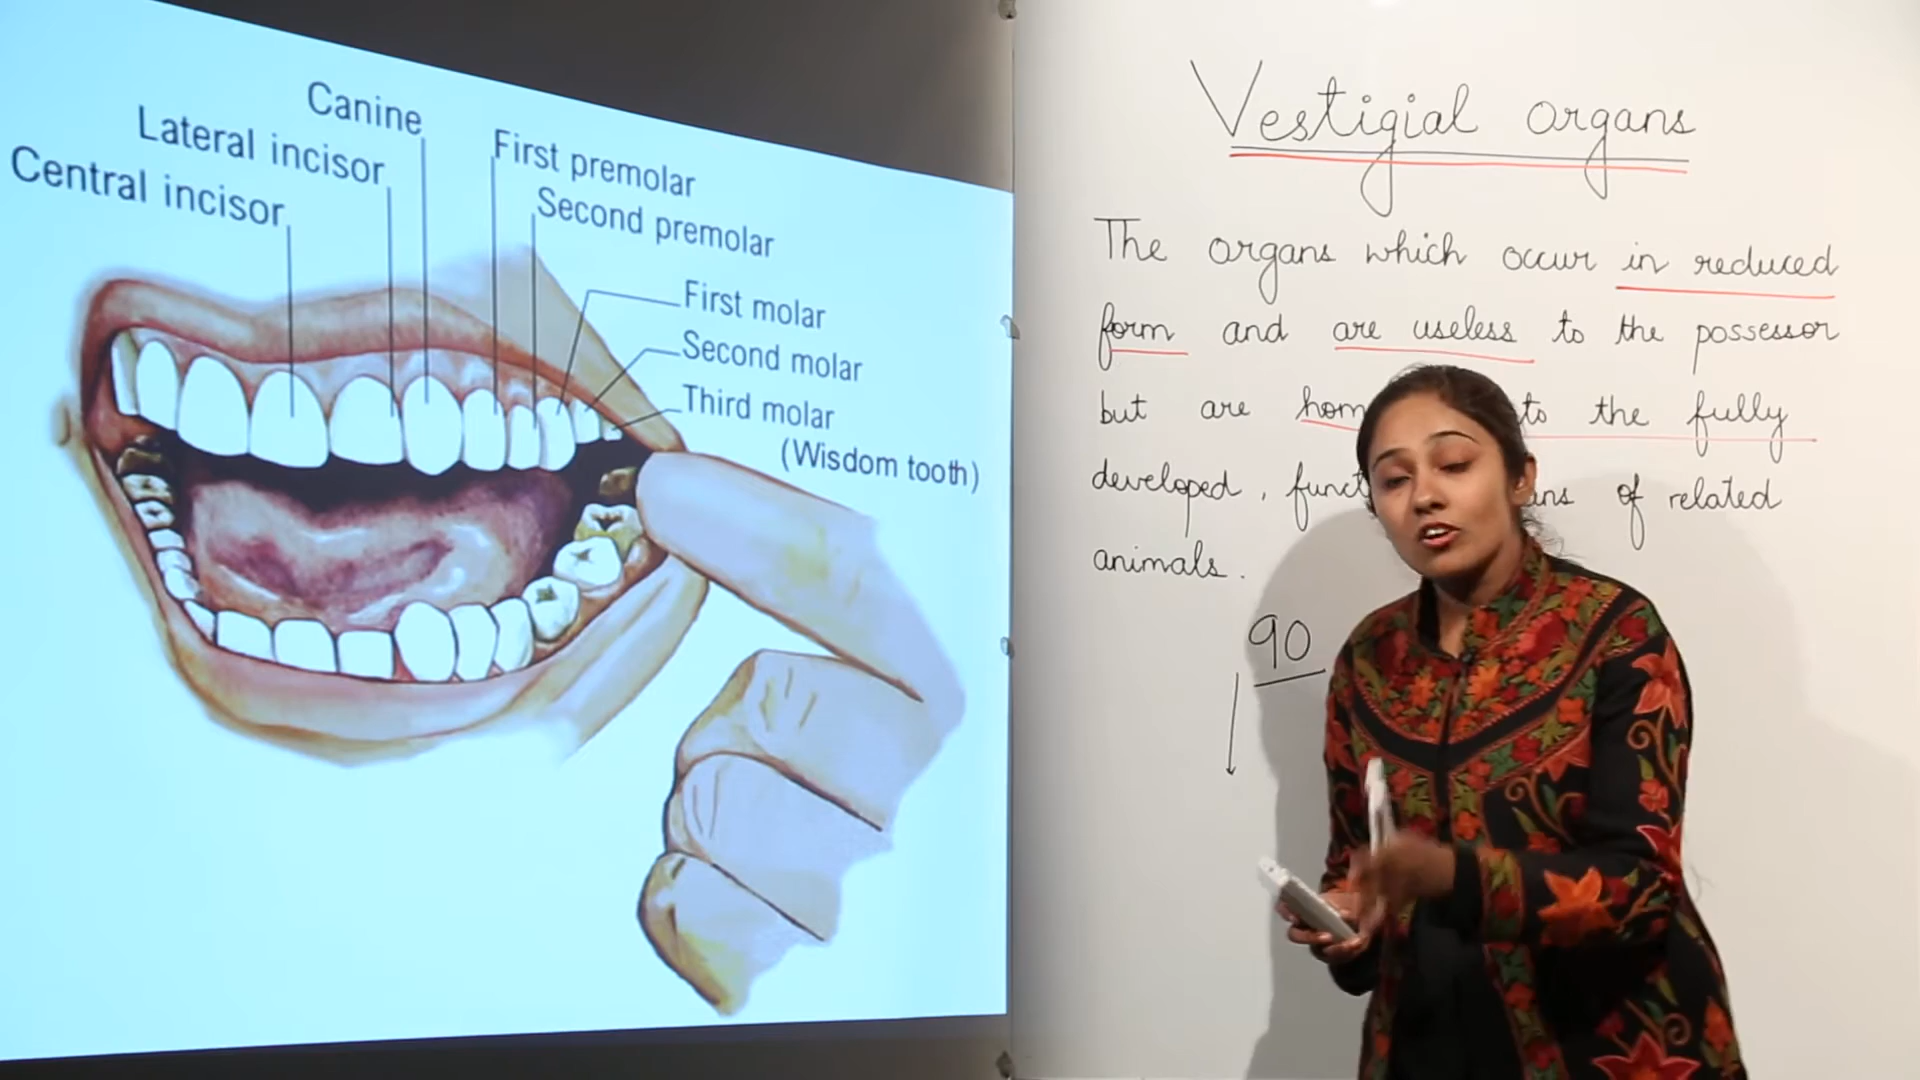 Canine
Lateral incisor
Central incisor
First premolar
Second premolar
First molar
Second molar
Third molar
(Wisdom tooth)
Vestigial organs
The organs which occur in reduced
form and are useless to the possessor
but are to the fully
developed, of related
animals.
90